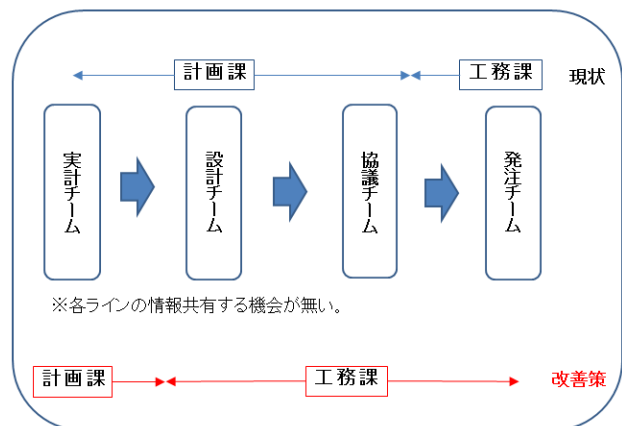 計画課
工務課
現状
実計チーム
設計チーム
協議チーム
発注チーム
※各ラインの情報共有する機会が無い。
計画課
工務課
改善策